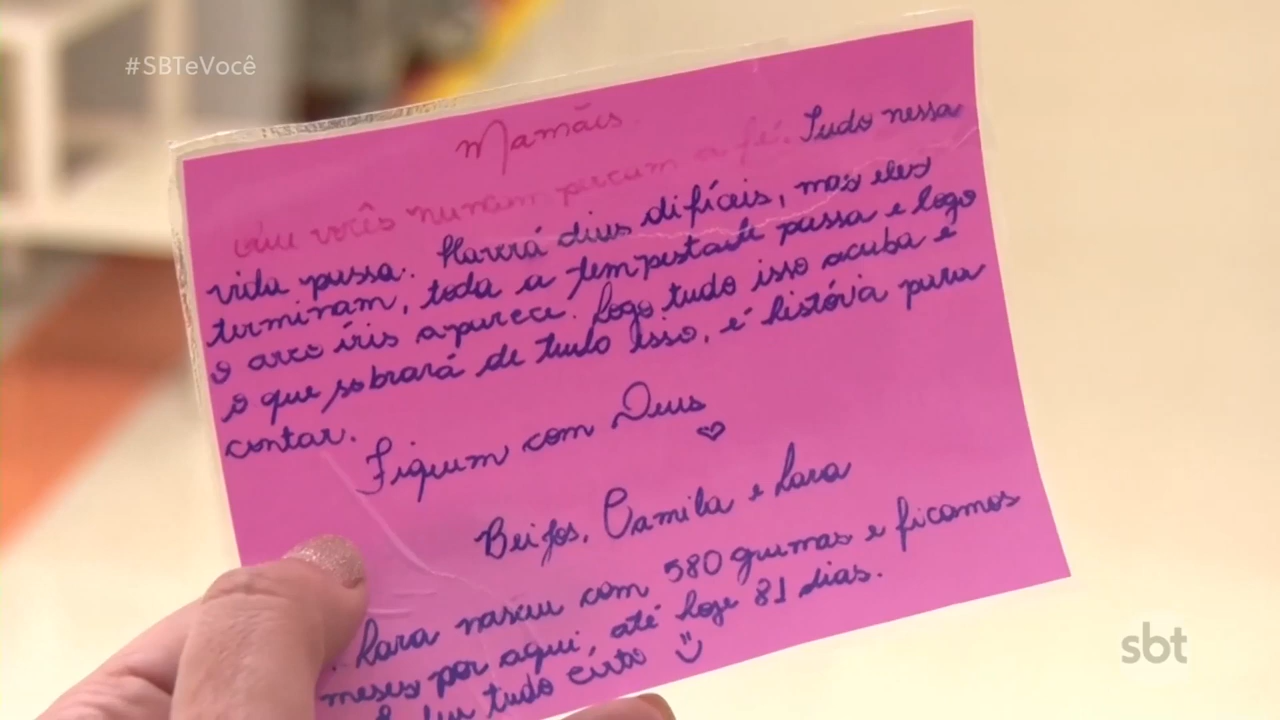 #SBTeVocê
Mamães.
Que vocês nunca percam a fé. Tudo nessa
vida passa. Haverá dias difíceis, mas eles
terminam, toda a tempestade passa e logo
o arco íris aparece. Logo tudo isso acaba e
o que sobrará de tudo isso, é história para
contar.
Fiquem com Deus
Beijos, Camila e Lara
Lara nasceu com 580 gramas e ficamos
meses por aqui, até hoje 81 dias.
deu tudo certo
sbt